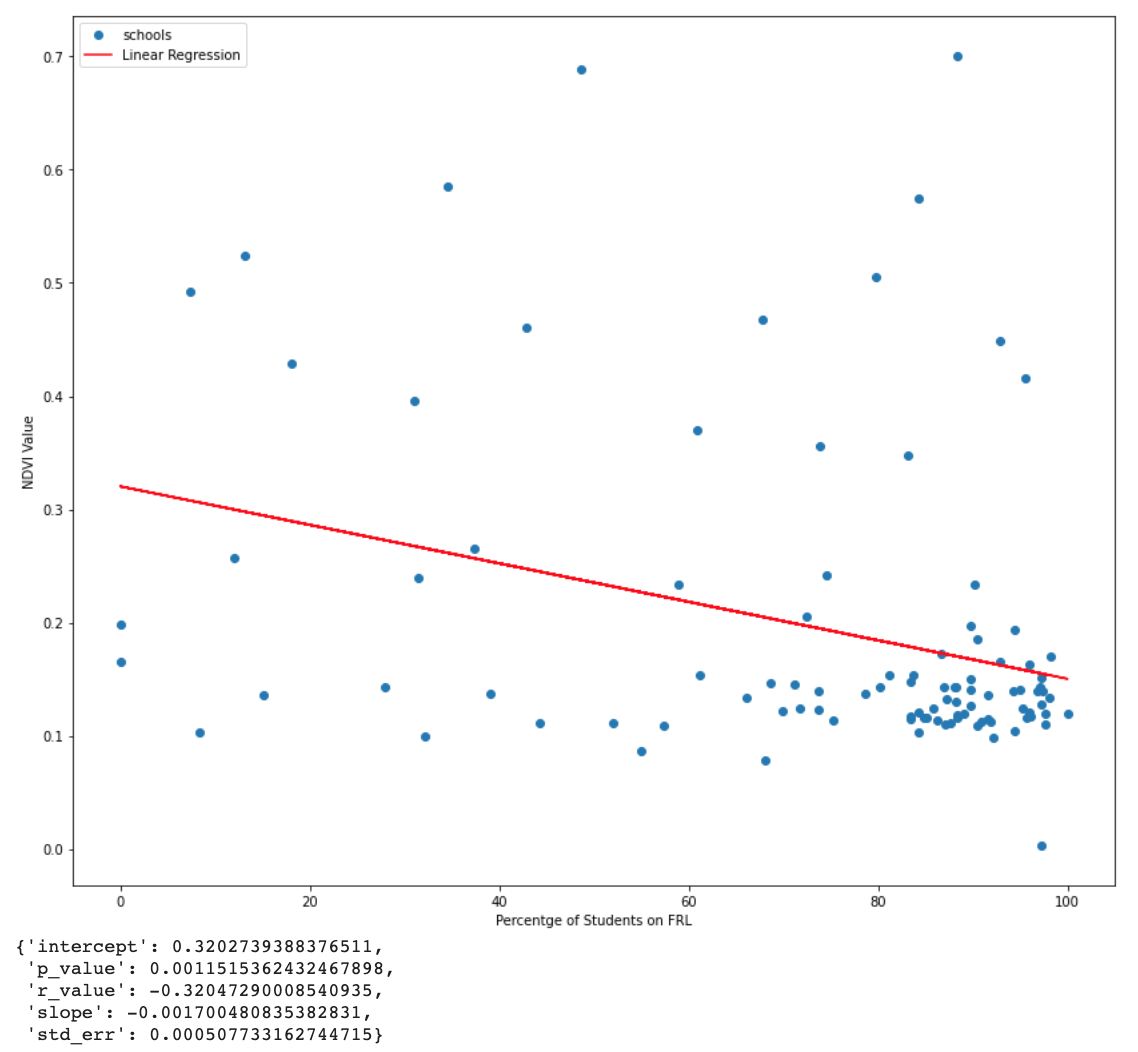 schools
Linear Regression
0.7
0.6
0.5
0.4
0.3
0.2
0.1
0.0
NDVI Value
0 20 40 60 80 100
Percentge of Students on FRL
{'intercept': 0.3202739388376511,
'p_value': 0.0011515362432467898,
'r_value': -0.32047290008540935,
'slope': -0.001700480835382831,
'std_err': 0.000507733162744715}